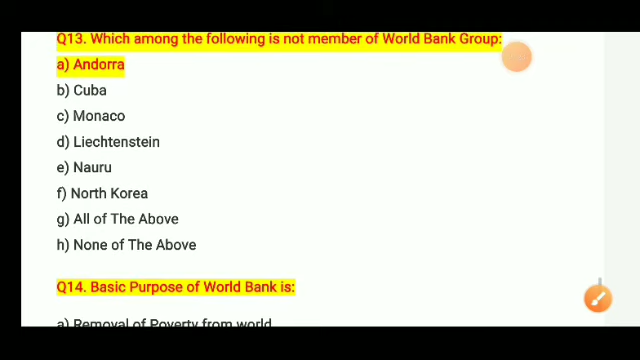 Q13. Which among the following is not member of World Bank Group:
a) Andorra
b) Cuba
c) Monaco
d) Liechtenstein
e) Nauru
f) North Korea
g) All of The Above
h) None of The Above
Q14. Basic Purpose of World Bank is:
a) Removal of Poverty from world